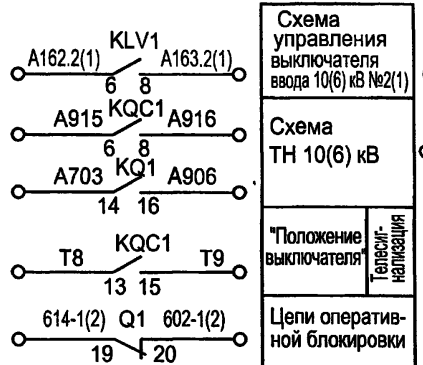 KLV1
A162.2(1) A163.2(1)
6 8
Схема
управления
выключателя
ввода 10(6) кВ №2(1)
KQC1
A915 A916
6 8
KQ1
A703 A906
14 16
Схема
ТН 10(6) кВ
KQC1
T8 T9
13 15
"Положение
выключателя"
Телесиг-
нализация
Q1
614-1(2) 602-1(2)
19 20
Цепи оператив-
ной блокировки